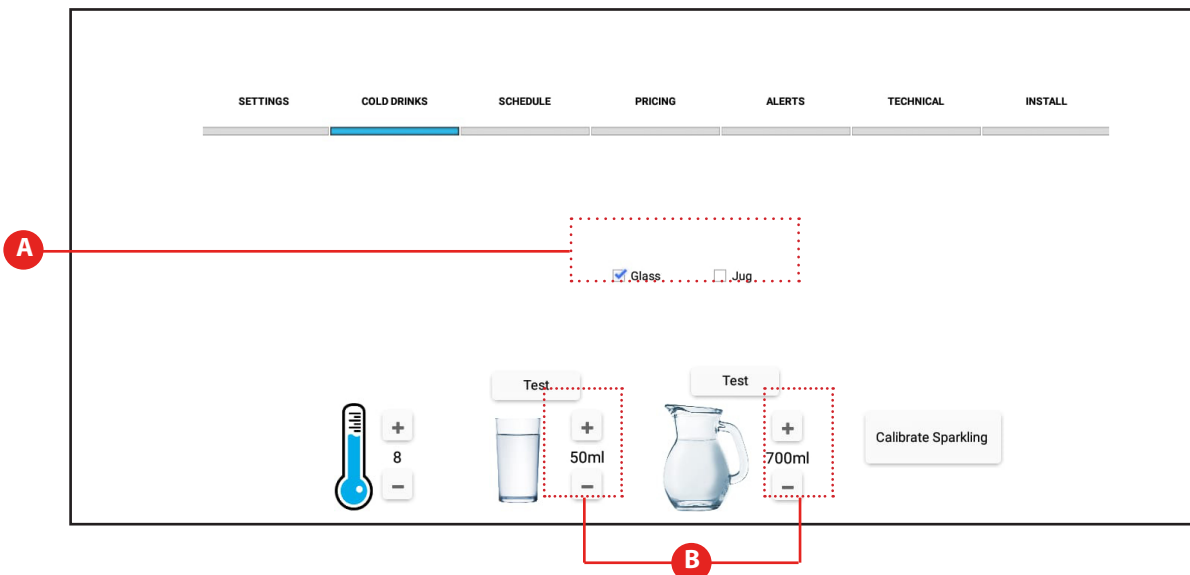 SETTINGS COLD DRINKS SCHEDULE PRICING ALERTS TECHNICAL INSTALL
A
Glass Jug
Test Test
+ + +
8 50ml 700ml Calibrate Sparkling
− − −
B